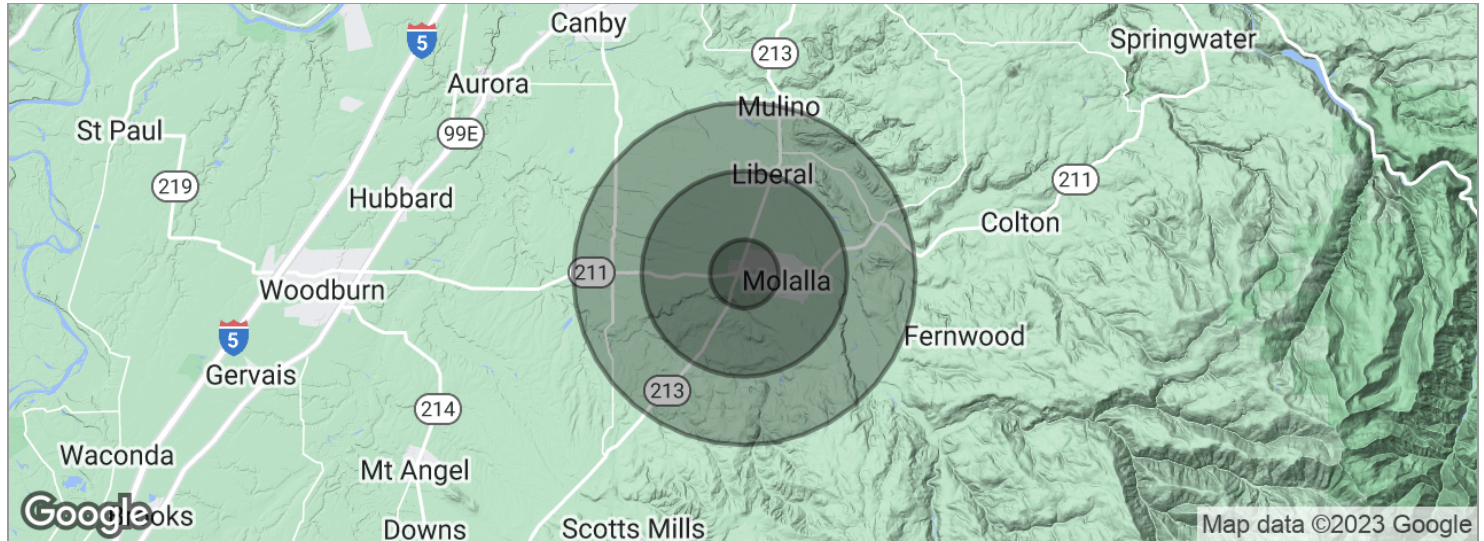 Canby
5
213
Springwater
Aurora
Mulino
99E
St Paul
Liberal
219
211
Hubbard
Colton
211
Molalla
Woodburn
5
Fernwood
Gervais
213
214
Waconda
Mt Angel
Google
Brooks
Downs
Scotts Mills
Map data ©2023 Google